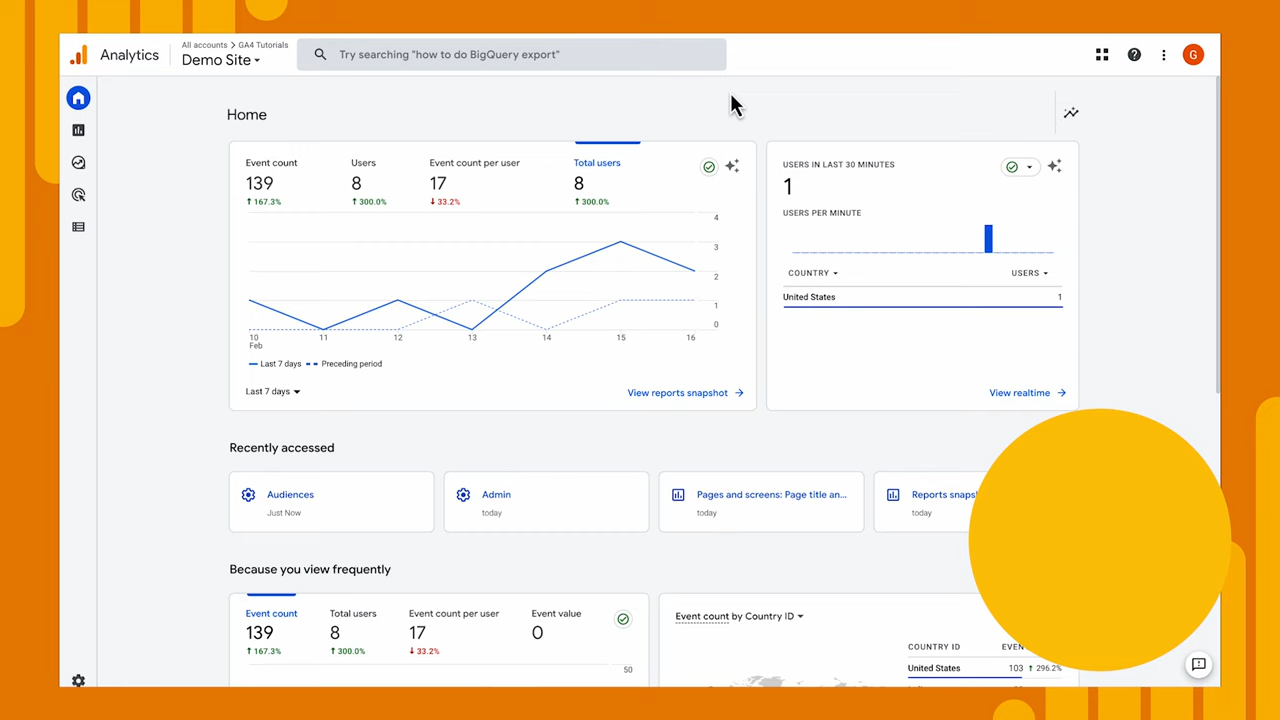 Analytics
All accounts > GA4 Tutorials
Demo Site
Try searching "how to do BigQuery export"
G
Home
Event count
139
↑ 167.3%
Users
8
↑ 300.0%
Event count per user
17
↓ 33.2%
Total users
8
↑ 300.0%
4
3
2
1
0
10
Feb
11
12
13
14
15
16
Last 7 days
Preceding period
Last 7 days
View reports snapshot
USERS IN LAST 30 MINUTES
1
USERS PER MINUTE
COUNTRY
USERS
United States
1
View realtime
Recently accessed
Audiences
Just Now
Admin
today
Pages and screens: Page title an...
today
Reports snaps
today
Because you view frequently
Event count
139
↑ 167.3%
Total users
8
↑ 300.0%
Event count per user
17
↓ 33.2%
Event value
0
50
Event count by Country ID
COUNTRY ID
EVEN
United States
103
↑ 296.2%